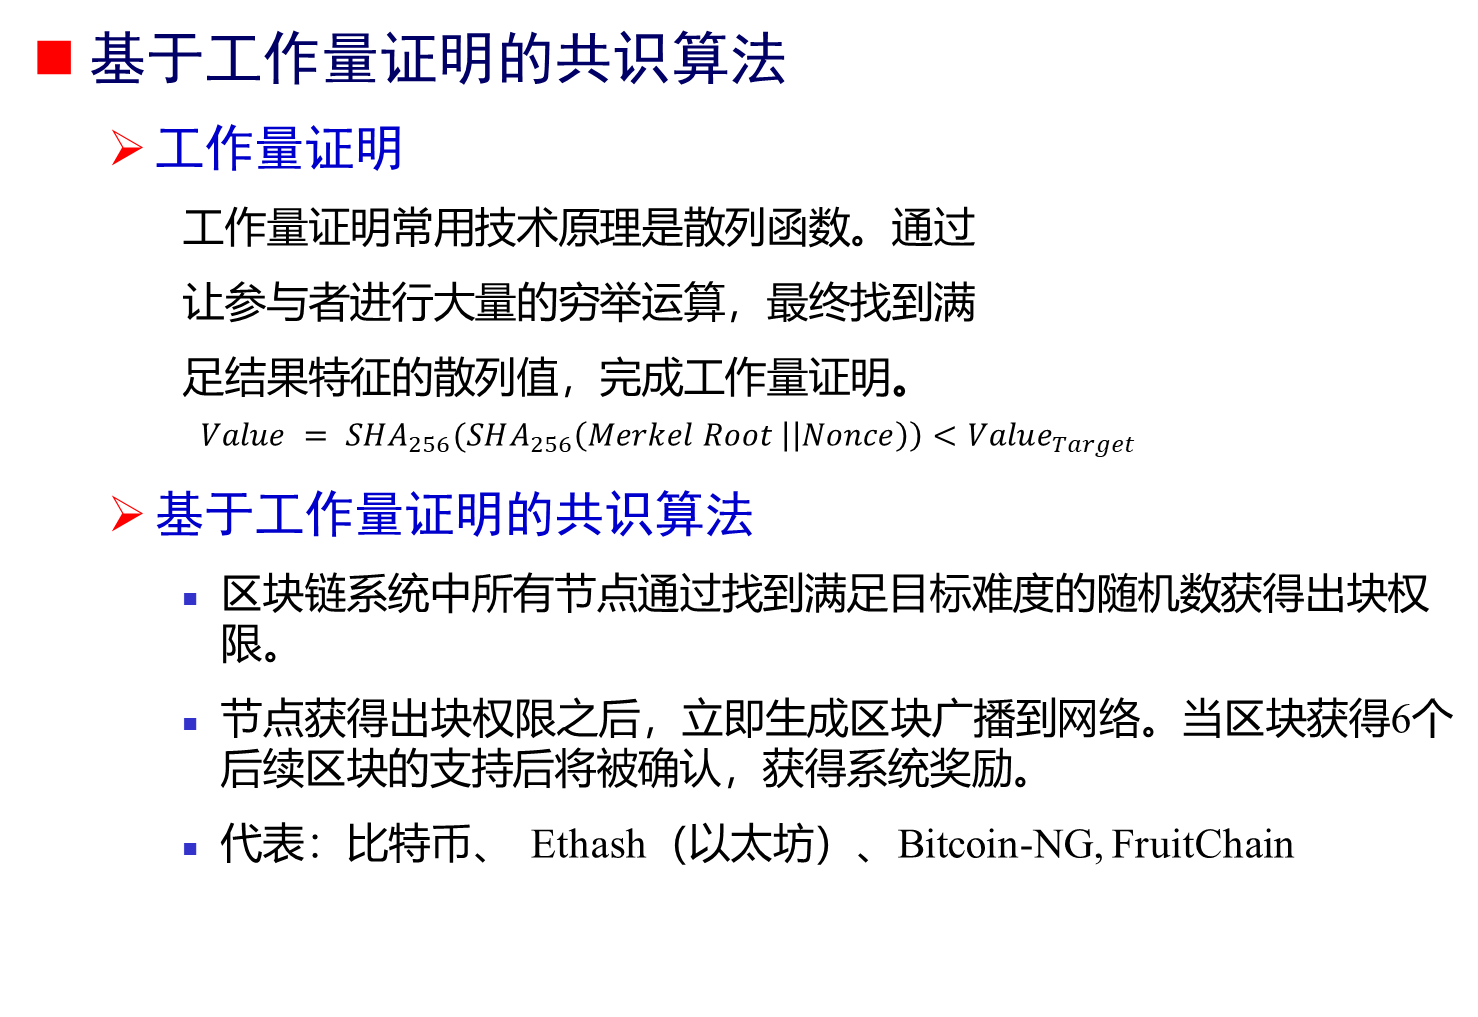 基于工作量证明的共识算法
工作量证明
工作量证明常用技术原理是散列函数。通过
让参与者进行大量的穷举运算，最终找到满
足结果特征的散列值，完成工作量证明。
Value = SHA256(SHA256(Merkel Root ||Nonce)) < ValueTarget
基于工作量证明的共识算法
区块链系统中所有节点通过找到满足目标难度的随机数获得出块权
限。
节点获得出块权限之后，立即生成区块广播到网络。当区块获得6个
后续区块的支持后将被确认，获得系统奖励。
代表：比特币、 Ethash（以太坊）、Bitcoin-NG, FruitChain